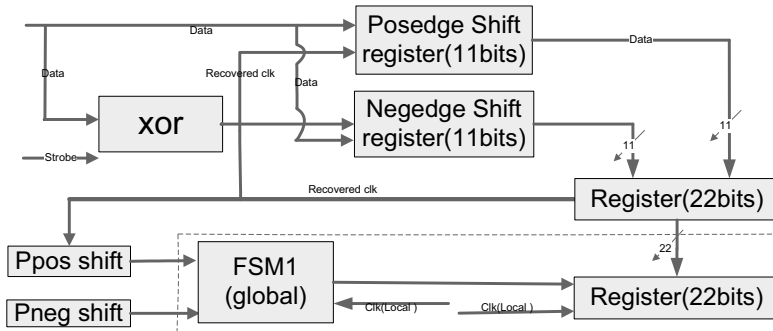 Data
Data
Posedge Shift
register(11bits)
Data
Data
Recovered clk
Data
xor
Negedge Shift
register(11bits)
11
11
Strobe
Recovered clk
Register(22bits)
22
Ppos shift
FSM1
(global)
Register(22bits)
Pneg shift
Clk(Local )
Clk(Local )